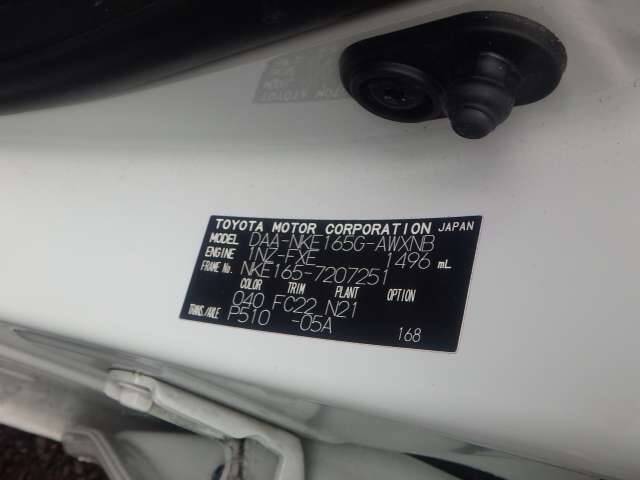 TOYOTA MOTOR CORPORATION JAPAN
MODEL DAA-NKE165G-AWXNB
ENGINE 1NZ-FXE 1496 mL
FRAME No. NKE165-7207251
COLOR TRIM PLANT OPTION
040 FC22 N21
TRANS./AXLE P510 -05A 168